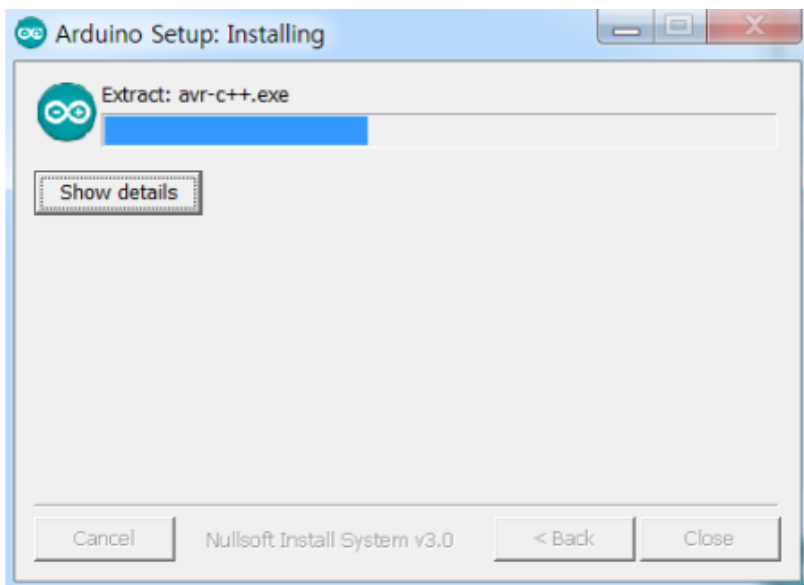 Arduino Setup: Installing
Extract: avr-c++.exe
Show details
Cancel
Nullsoft Install System v3.0
< Back
Close